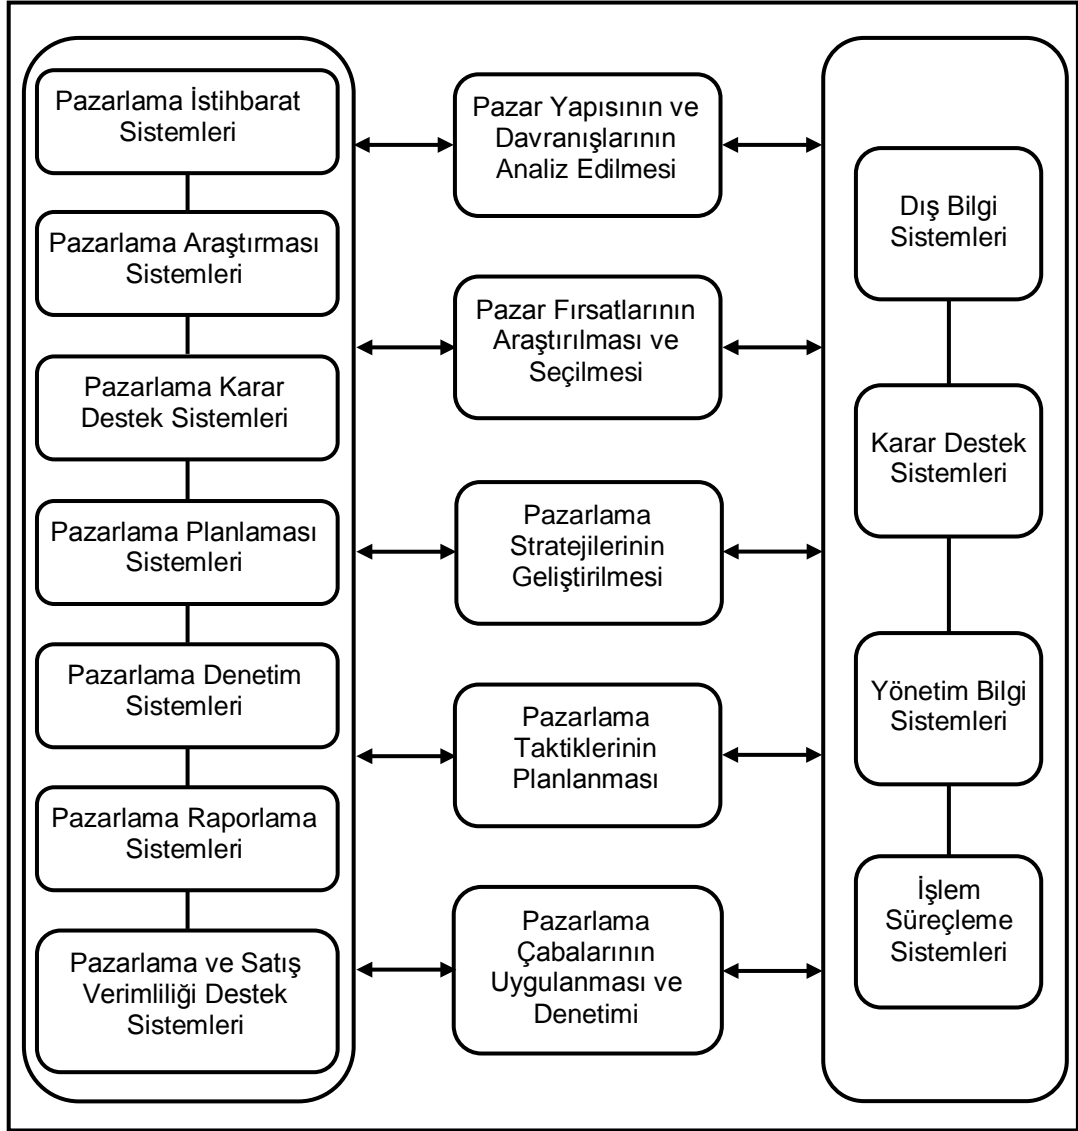 Pazarlama İstihbarat
Sistemleri
Pazarlama Araştırması
Sistemleri
Pazarlama Karar
Destek Sistemleri
Pazarlama Planlaması
Sistemleri
Pazarlama Denetim
Sistemleri
Pazarlama Raporlama
Sistemleri
Pazarlama ve Satış
Verimliliği Destek
Sistemleri
Pazar Yapısının ve
Davranışlarının
Analiz Edilmesi
Pazar Fırsatlarının
Araştırılması ve
Seçilmesi
Pazarlama
Stratejilerinin
Geliştirilmesi
Pazarlama
Taktiklerinin
Planlanması
Pazarlama
Çabalarının
Uygulanması ve
Denetimi
Dış Bilgi
Sistemleri
Karar Destek
Sistemleri
Yönetim Bilgi
Sistemleri
İşlem
Süreçleme
Sistemleri